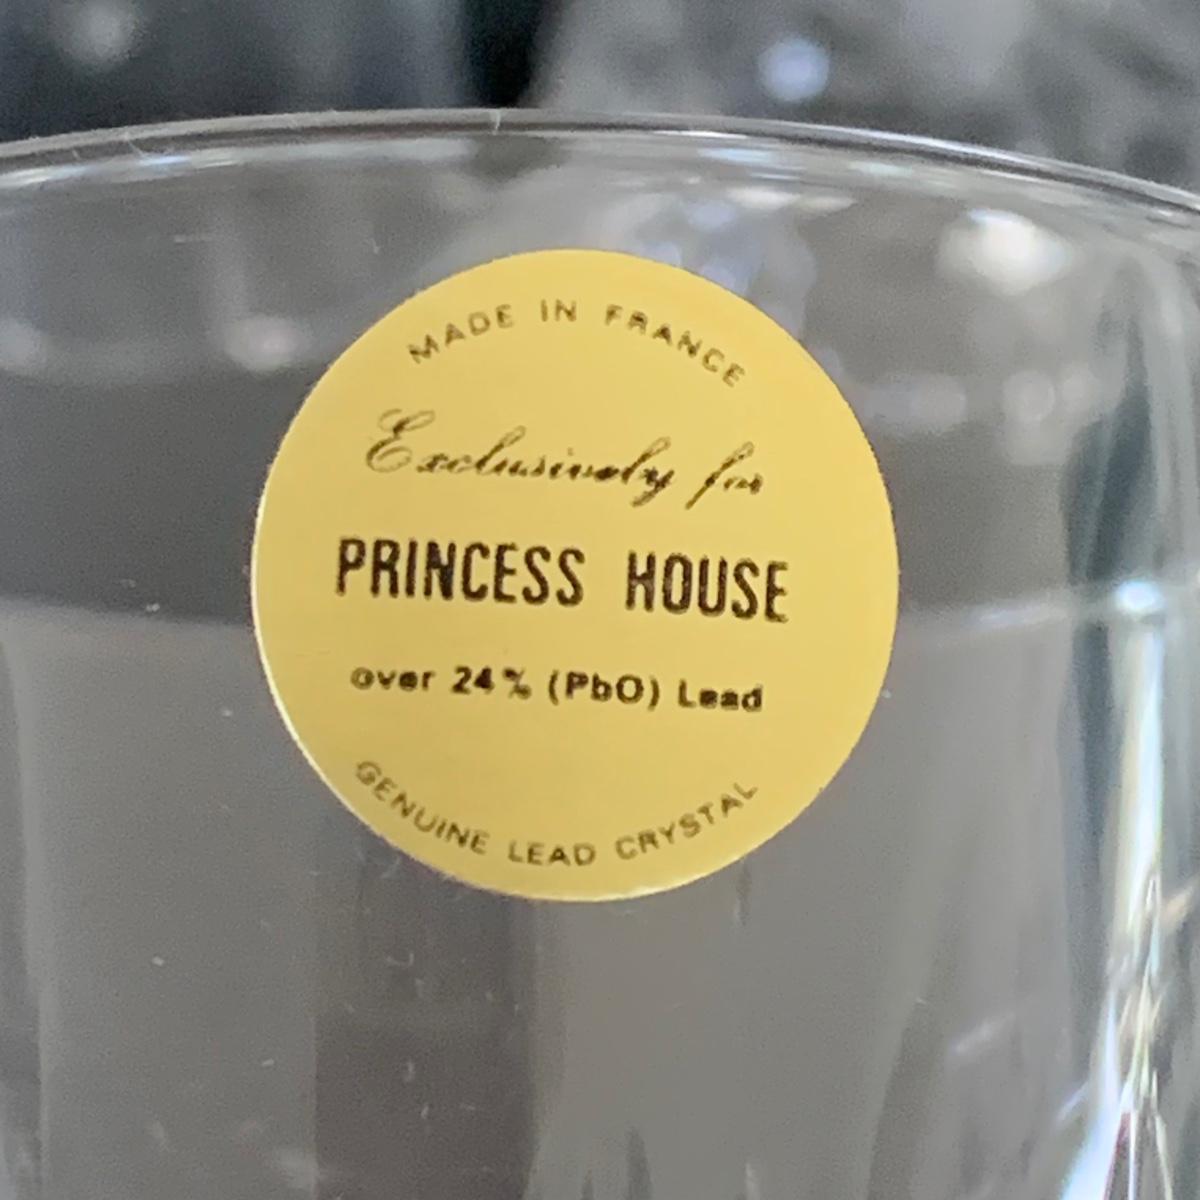 MADE IN FRANCE
Exclusively for
PRINCESS HOUSE
over 24% (PbO) Lead
GENUINE LEAD CRYSTAL